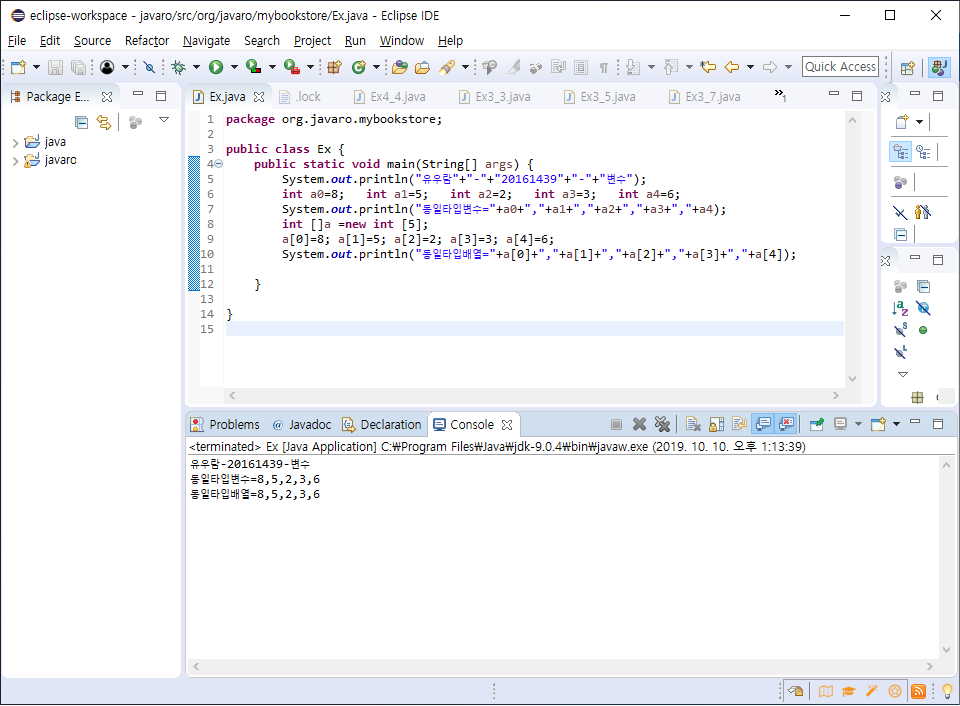 eclipse-workspace - javaro/src/org/javaro/mybookstore/Ex.java - Eclipse IDE
File Edit Source Refactor Navigate Search Project Run Window Help
Quick Access
Package E...
java
javaro
Ex.java .lock Ex4_4.java Ex3_3.java Ex3_5.java Ex3_7.java »1
1 package org.javaro.mybookstore;
2
3 public class Ex {
4 public static void main(String[] args) {
5 System.out.println("유우람"+"-"+"20161439"+"-"+"변수");
6 int a0=8; int a1=5; int a2=2; int a3=3; int a4=6;
7 System.out.println("동일타입변수="+a0+","+a1+","+a2+","+a3+","+a4);
8 int []a =new int [5];
9 a[0]=8; a[1]=5; a[2]=2; a[3]=3; a[4]=6;
10 System.out.println("동일타입배열="+a[0]+","+a[1]+","+a[2]+","+a[3]+","+a[4]);
11
12 }
13
14 }
15
Problems Javadoc Declaration Console
<terminated> Ex [Java Application] C:₩Program Files₩Java₩jdk-9.0.4₩bin₩javaw.exe (2019. 10. 10. 오후 1:13:39)
유우람-20161439-변수
동일타입변수=8,5,2,3,6
동일타입배열=8,5,2,3,6